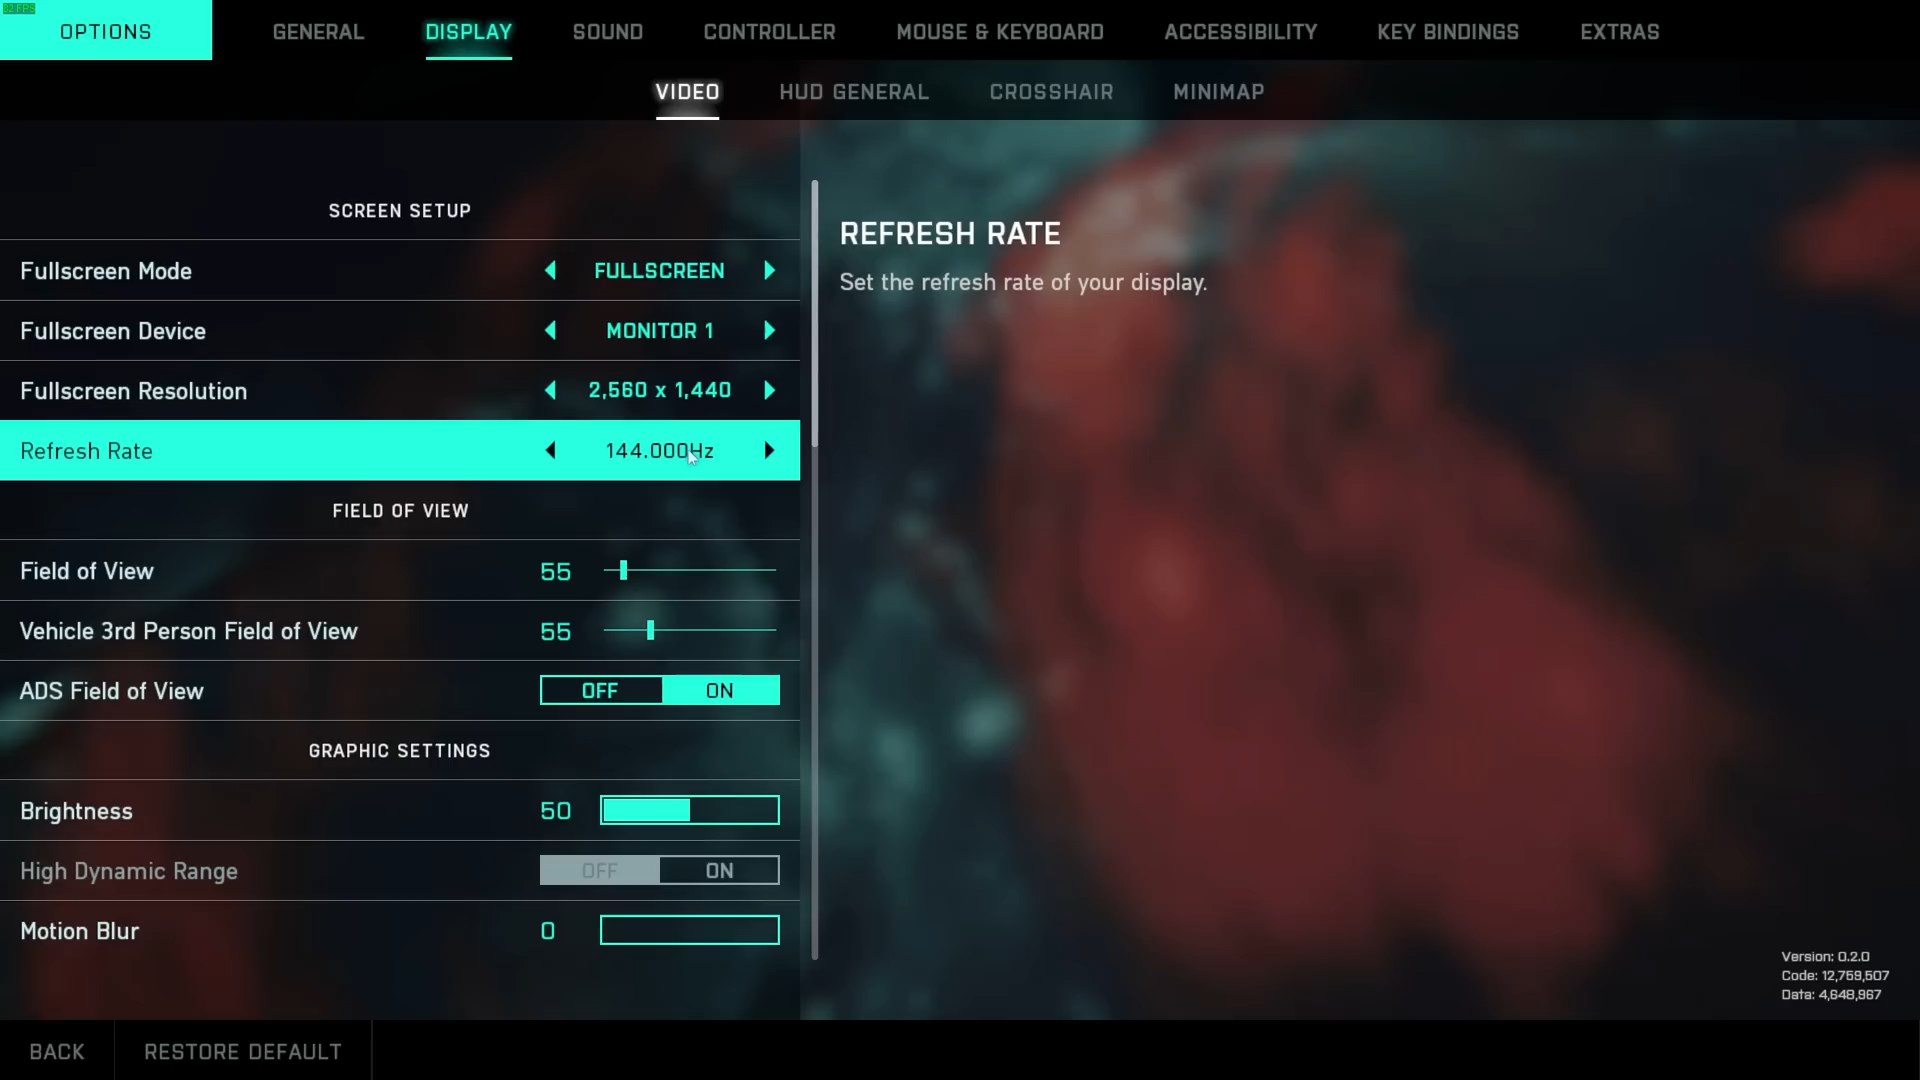 62 FPS
OPTIONS GENERAL DISPLAY SOUND CONTROLLER MOUSE & KEYBOARD ACCESSIBILITY KEY BINDINGS EXTRAS
VIDEO HUD GENERAL CROSSHAIR MINIMAP
SCREEN SETUP
Fullscreen Mode FULLSCREEN
Fullscreen Device MONITOR 1
Fullscreen Resolution 2,560 x 1,440
Refresh Rate 144.000Hz
FIELD OF VIEW
Field of View 55
Vehicle 3rd Person Field of View 55
ADS Field of View OFF ON
GRAPHIC SETTINGS
Brightness 50
High Dynamic Range OFF ON
Motion Blur 0
REFRESH RATE
Set the refresh rate of your display.
Version: 0.2.0
Code: 12,759,507
Data: 4,648,967
BACK RESTORE DEFAULT